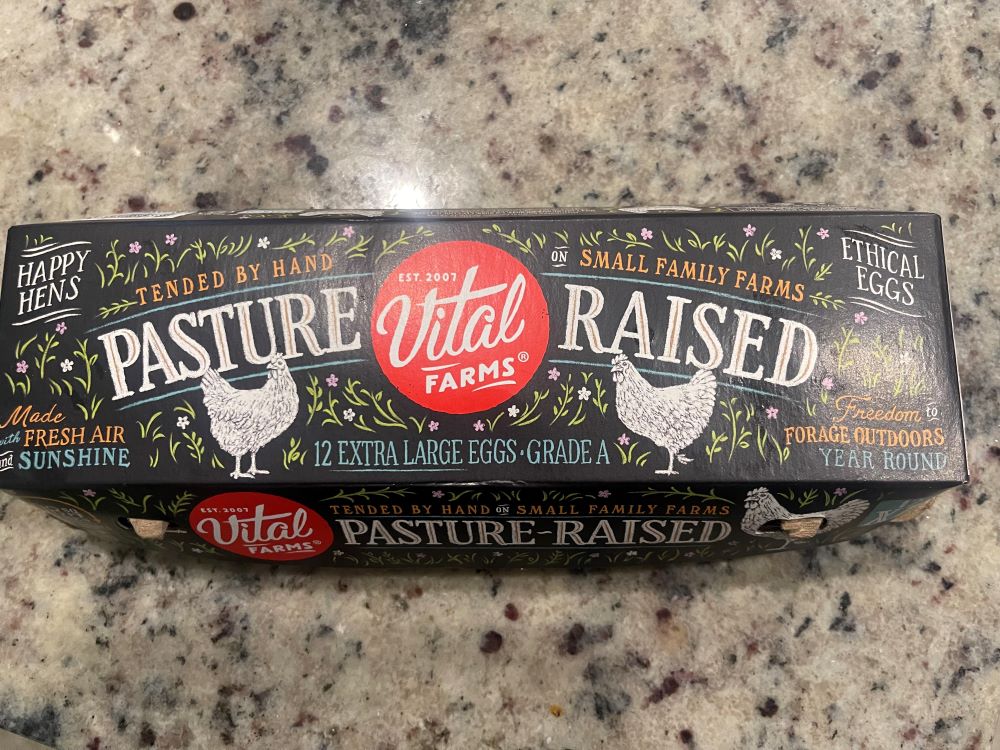 HAPPY
HENS
TENDED BY HAND
PASTURE
EST. 2007
Vital
FARMS®
ON SMALL FAMILY FARMS
RAISED
ETHICAL
EGGS
Made
with FRESH AIR
and SUNSHINE
12 EXTRA LARGE EGGS·GRADE A
Freedom to
FORAGE OUTDOORS
YEAR ROUND
EST. 2007
Vital
FARMS®
TENDED BY HAND ON SMALL FAMILY FARMS
PASTURE-RAISED